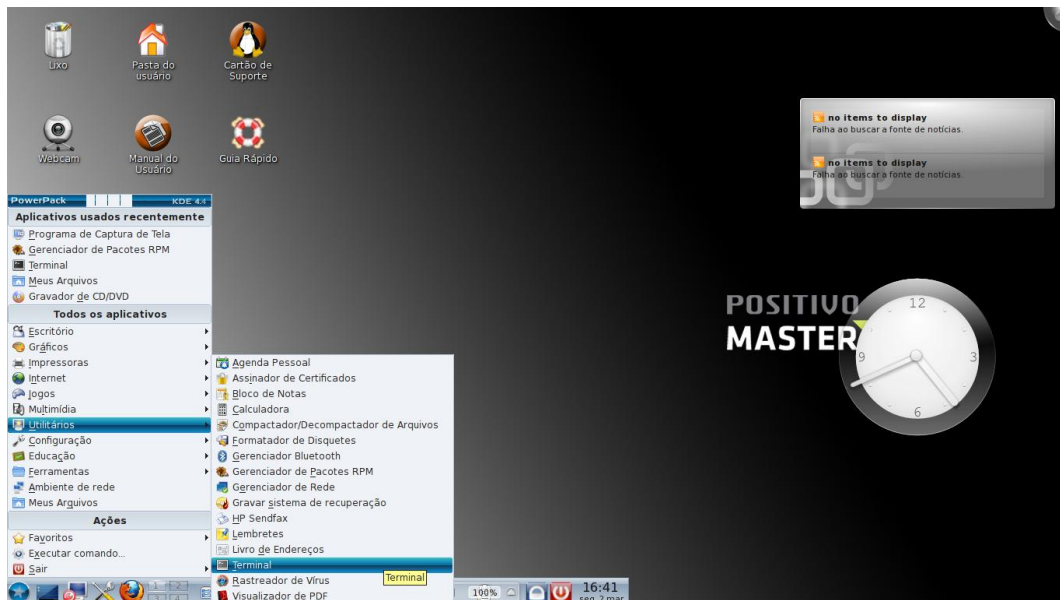 Lixo
Pasta do
usuário
Cartão de
Suporte
Webcam
Manual do
Usuário
Guia Rápido
no items to display
Falha ao buscar a fonte de notícias.
no items to display
Falha ao buscar a fonte de notícias.
POSITIVO
MASTER
12
3
6
9
PowerPack KDE 4.4
Aplicativos usados recentemente
Programa de Captura de Tela
Gerenciador de Pacotes RPM
Terminal
Meus Arquivos
Gravador de CD/DVD
Todos os aplicativos
Escritório
Gráficos
Impressoras
Internet
Jogos
Multimídia
Utilitários
Configuração
Educação
Ferramentas
Ambiente de rede
Meus Arquivos
Ações
Favoritos
Executar comando...
Sair
Agenda Pessoal
Assinador de Certificados
Bloco de Notas
Calculadora
Compactador/Decompactador de Arquivos
Formatador de Disquetes
Gerenciador Bluetooth
Gerenciador de Pacotes RPM
Gerenciador de Rede
Gravar sistema de recuperação
HP Sendfax
Lembretes
Livro de Endereços
Terminal
Rastreador de Vírus
Visualizador de PDF
Terminal
1 2
100%
16:41
seg, 2 mar